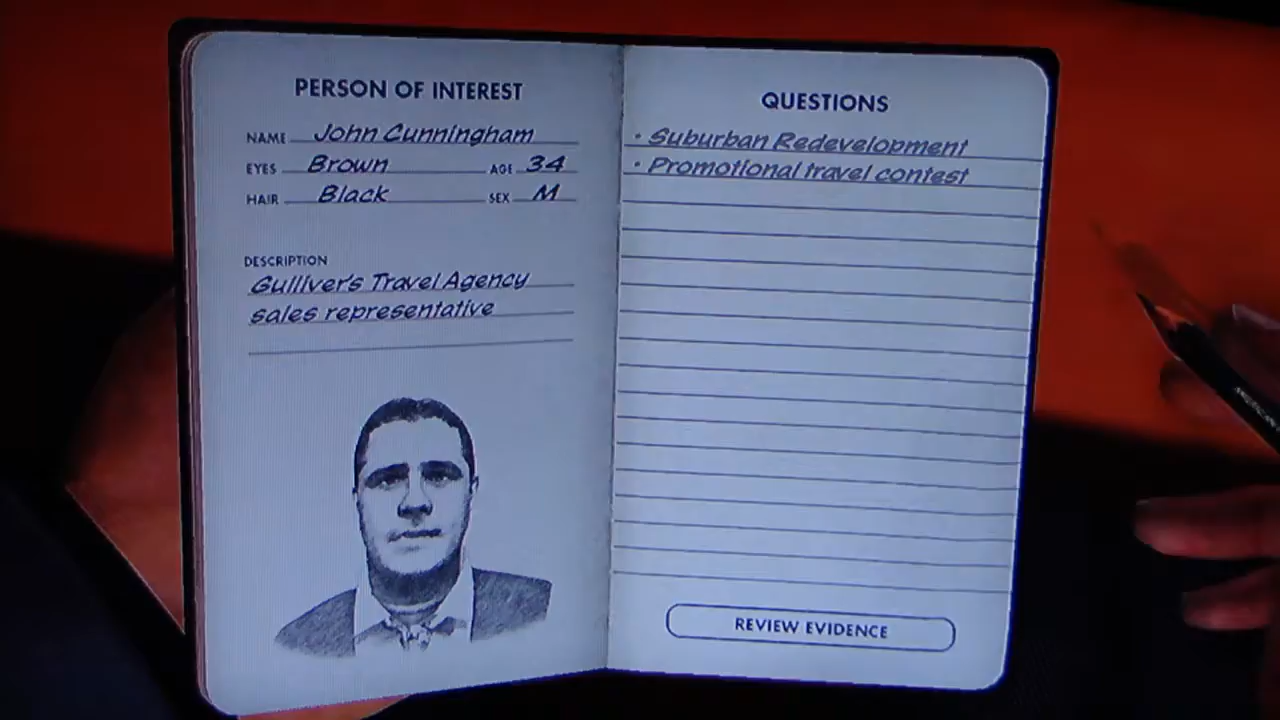 PERSON OF INTEREST
NAME John Cunningham
EYES Brown AGE 34
HAIR Black SEX M
DESCRIPTION
Gulliver's Travel Agency
sales representative
QUESTIONS
• Suburban Redevelopment
• Promotional travel contest
REVIEW EVIDENCE